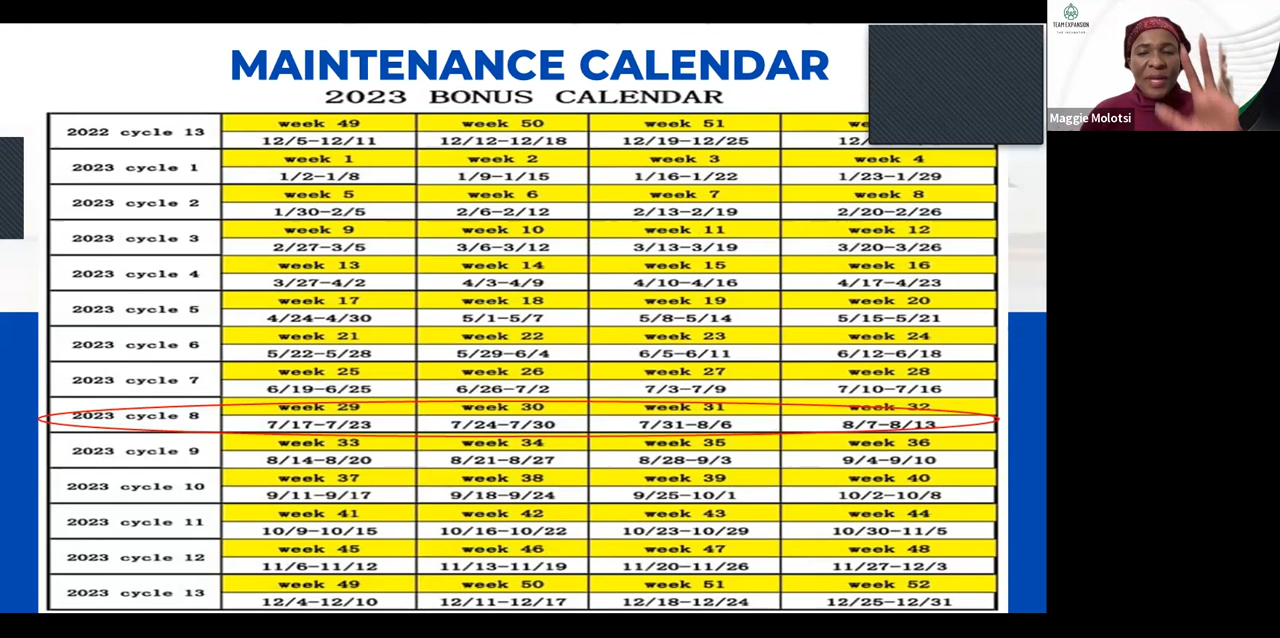 MAINTENANCE CALENDAR
2023 BONUS CALENDAR
2022 cycle 13 week 49 week 50 week 51
12/5-12/11 12/12-12/18 12/19-12/25
2023 cycle 1 week 1 week 2 week 3 week 4
1/2-1/8 1/9-1/15 1/16-1/22 1/23-1/29
2023 cycle 2 week 5 week 6 week 7 week 8
1/30-2/5 2/6-2/12 2/13-2/19 2/20-2/26
2023 cycle 3 week 9 week 10 week 11 week 12
2/27-3/5 3/6-3/12 3/13-3/19 3/20-3/26
2023 cycle 4 week 13 week 14 week 15 week 16
3/27-4/2 4/3-4/9 4/10-4/16 4/17-4/23
2023 cycle 5 week 17 week 18 week 19 week 20
4/24-4/30 5/1-5/7 5/8-5/14 5/15-5/21
2023 cycle 6 week 21 week 22 week 23 week 24
5/22-5/28 5/29-6/4 6/5-6/11 6/12-6/18
2023 cycle 7 week 25 week 26 week 27 week 28
6/19-6/25 6/26-7/2 7/3-7/9 7/10-7/16
2023 cycle 8 week 29 week 30 week 31 week 32
7/17-7/23 7/24-7/30 7/31-8/6 8/7-8/13
2023 cycle 9 week 33 week 34 week 35 week 36
8/14-8/20 8/21-8/27 8/28-9/3 9/4-9/10
2023 cycle 10 week 37 week 38 week 39 week 40
9/11-9/17 9/18-9/24 9/25-10/1 10/2-10/8
2023 cycle 11 week 41 week 42 week 43 week 44
10/9-10/15 10/16-10/22 10/23-10/29 10/30-11/5
2023 cycle 12 week 45 week 46 week 47 week 48
11/6-11/12 11/13-11/19 11/20-11/26 11/27-12/3
2023 cycle 13 week 49 week 50 week 51 week 52
12/4-12/10 12/11-12/17 12/18-12/24 12/25-12/31
TEAM EXPANSION
THE INCUBATOR
Maggie Molotsi